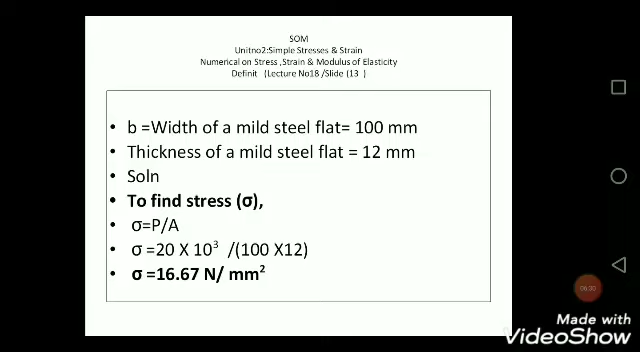 SOM
Unitno2:Simple Stresses & Strain
Numerical on Stress ,Strain & Modulus of Elasticity
Definit (Lecture No18 /Slide (13 )
• b =Width of a mild steel flat= 100 mm
• Thickness of a mild steel flat = 12 mm
• Soln
• To find stress (σ),
• σ=P/A
• σ =20 X 10³ /(100 X12)
• σ =16.67 N/ mm²
06:30
Made with
VideoShow